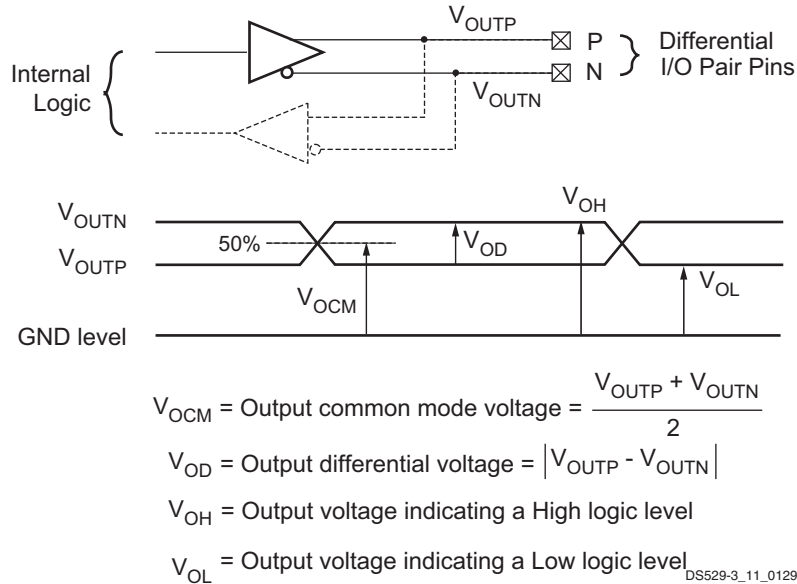 V_OUTP
P
Differential
I/O Pair Pins
Internal
Logic
N
V_OUTN
V_OUTN
V_OH
50%
V_OD
V_OUTP
V_OL
V_OCM
GND level
V_OCM = Output common mode voltage = (V_OUTP + V_OUTN) / 2
V_OD = Output differential voltage = |V_OUTP - V_OUTN|
V_OH = Output voltage indicating a High logic level
V_OL = Output voltage indicating a Low logic level
DS529-3_11_0129